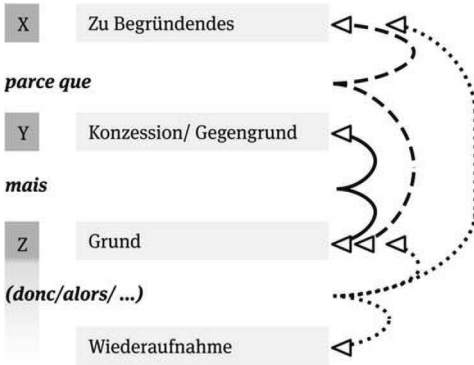 X Zu Begründendes
parce que
Y Konzession/ Gegengrund
mais
Z Grund
(donc/alors/ ...)
Wiederaufnahme